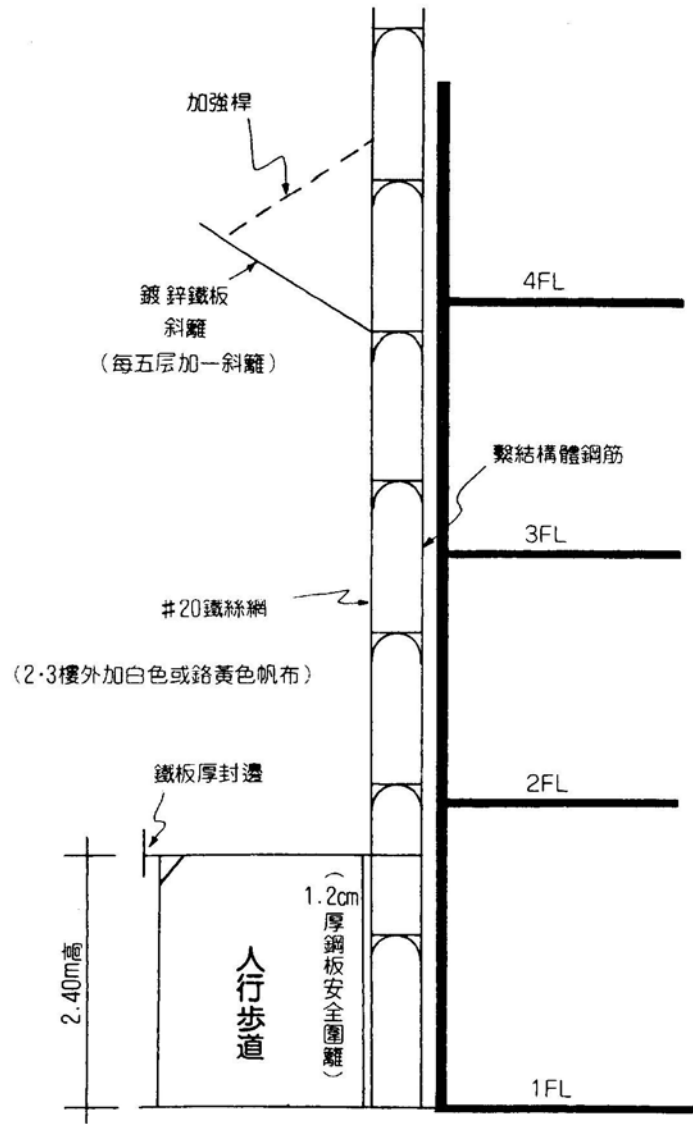 加強桿
鍍鋅鐵板
斜籬
(每五层加一斜籬)
4FL
繫結構體鋼筋
3FL
#20鐵絲網
(2·3樓外加白色或鉻黃色帆布)
鐵板厚封邊
2FL
2.40m高
人行步道
(1.2cm厚鋼板安全圍籬)
1FL